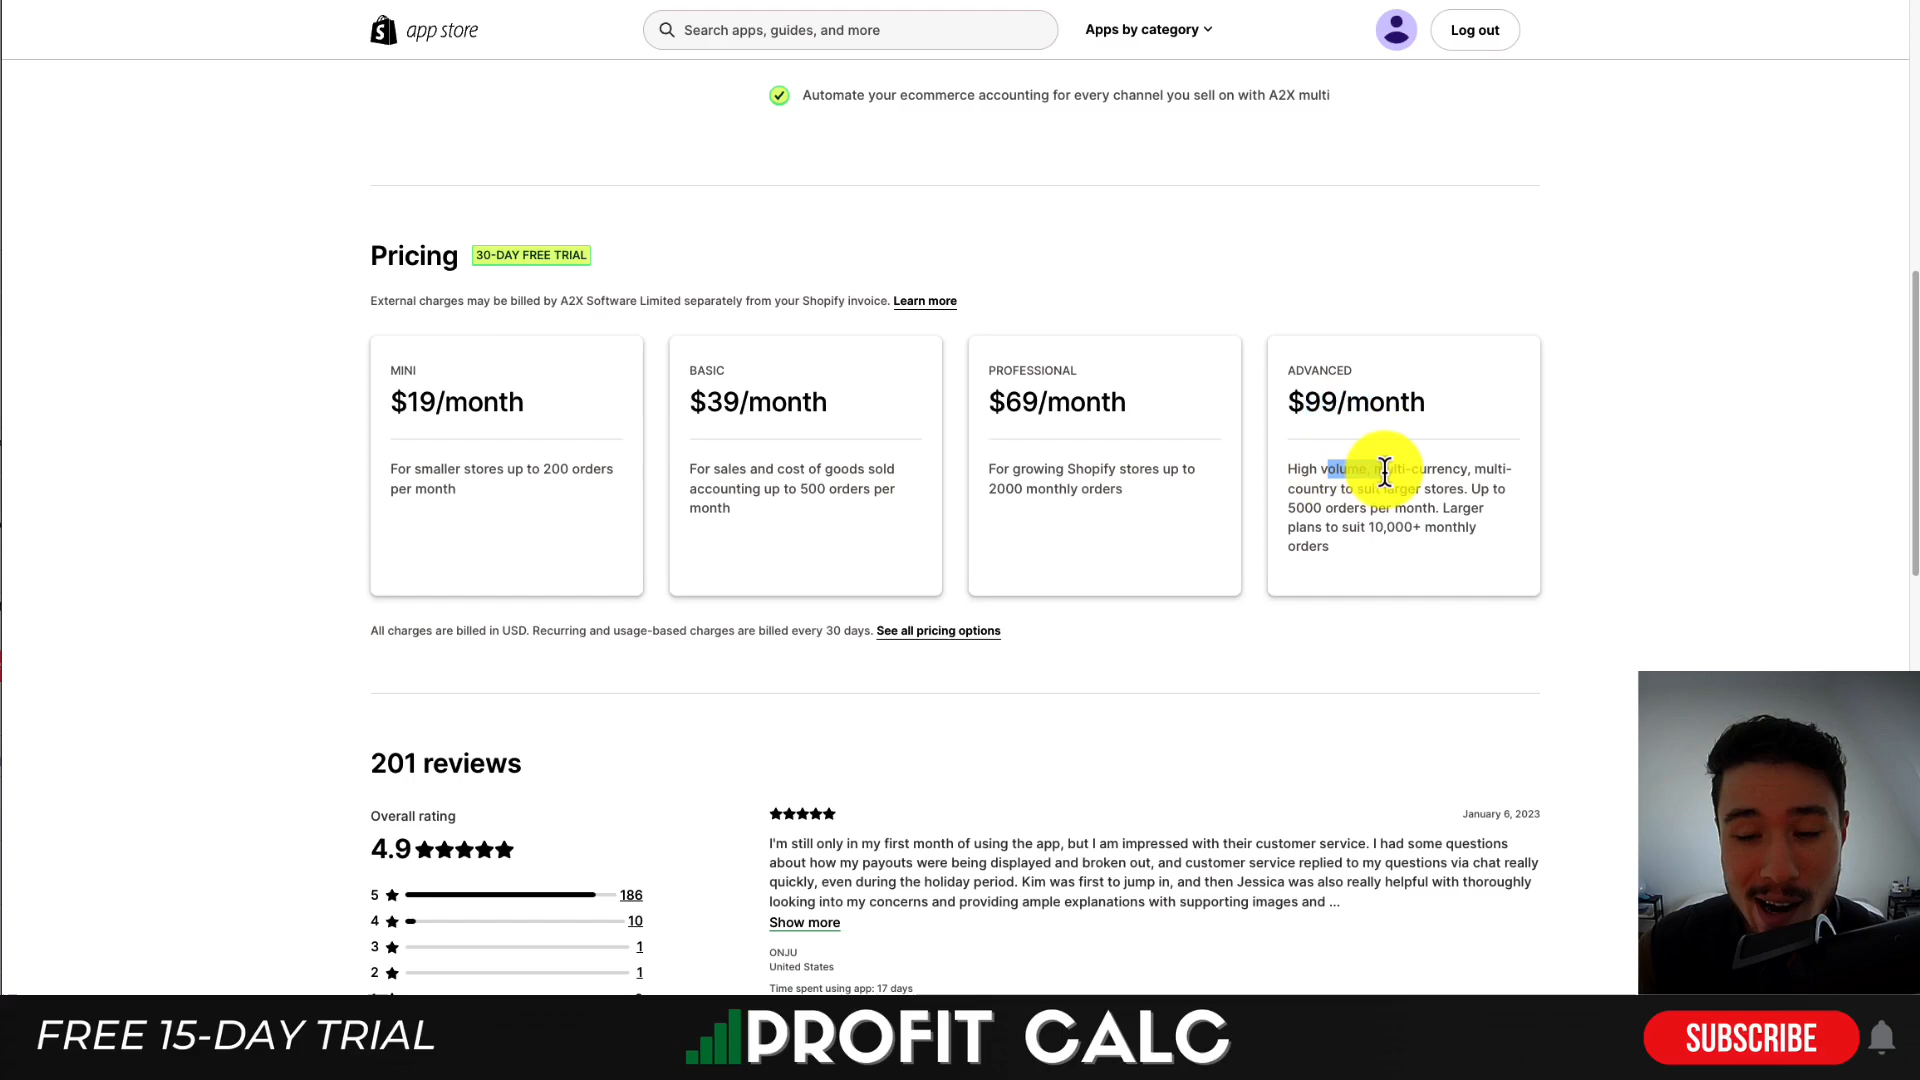 app store
Search apps, guides, and more
Apps by category
Log out
Automate your ecommerce accounting for every channel you sell on with A2X multi
Pricing 30-DAY FREE TRIAL
External charges may be billed by A2X Software Limited separately from your Shopify invoice. Learn more
MINI
$19/month
For smaller stores up to 200 orders
per month
BASIC
$39/month
For sales and cost of goods sold
accounting up to 500 orders per
month
PROFESSIONAL
$69/month
For growing Shopify stores up to
2000 monthly orders
ADVANCED
$99/month
High volume, multi-currency, multi-
country to suit larger stores. Up to
5000 orders per month. Larger
plans to suit 10,000+ monthly
orders
All charges are billed in USD. Recurring and usage-based charges are billed every 30 days. See all pricing options
201 reviews
Overall rating
4.9
5 186
4 10
3 1
2 1
January 6, 2023
I'm still only in my first month of using the app, but I am impressed with their customer service. I had some questions
about how my payouts were being displayed and broken out, and customer service replied to my questions via chat really
quickly, even during the holiday period. Kim was first to jump in, and then Jessica was also really helpful with thoroughly
looking into my concerns and providing ample explanations with supporting images and ...
Show more
ONJU
United States
Time spent using app: 17 days
FREE 15-DAY TRIAL
PROFIT CALC
SUBSCRIBE